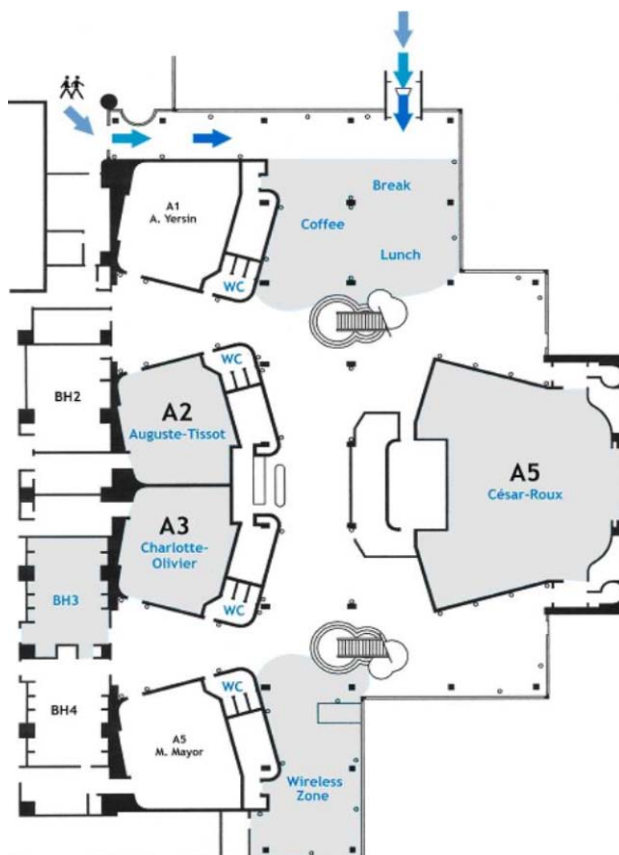 Break
A1
A. Yersin
Coffee
Lunch
WC
WC
BH2
A2
Auguste-Tissot
A5
César-Roux
A3
Charlotte-
Olivier
BH3
WC
WC
BH4
A5
M. Mayor
Wireless
Zone